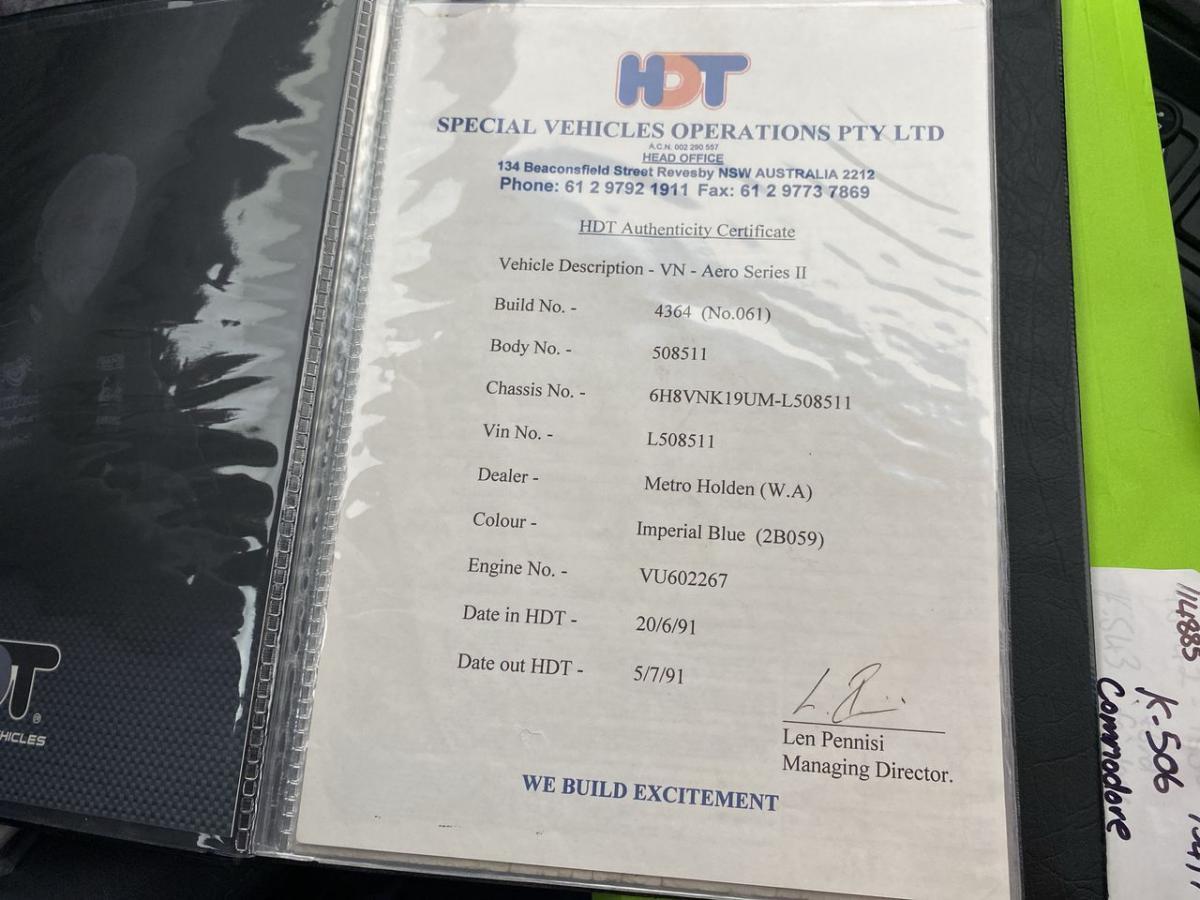 HDT
SPECIAL VEHICLES OPERATIONS PTY LTD
A.C.N. 002 290 557
HEAD OFFICE
134 Beaconsfield Street Revesby NSW AUSTRALIA 2212
Phone: 61 2 9792 1911 Fax: 61 2 9773 7869
HDT Authenticity Certificate
Vehicle Description - VN - Aero Series II
Build No. - 4364 (No.061)
Body No. - 508511
Chassis No. - 6H8VNK19UM-L508511
Vin No. - L508511
Dealer - Metro Holden (W.A)
Colour - Imperial Blue (2B059)
Engine No. - VU602267
Date in HDT - 20/6/91
Date out HDT - 5/7/91
Len Pennisi
Managing Director.
WE BUILD EXCITEMENT
DT®
HICLES
114885
K-506
Commodore